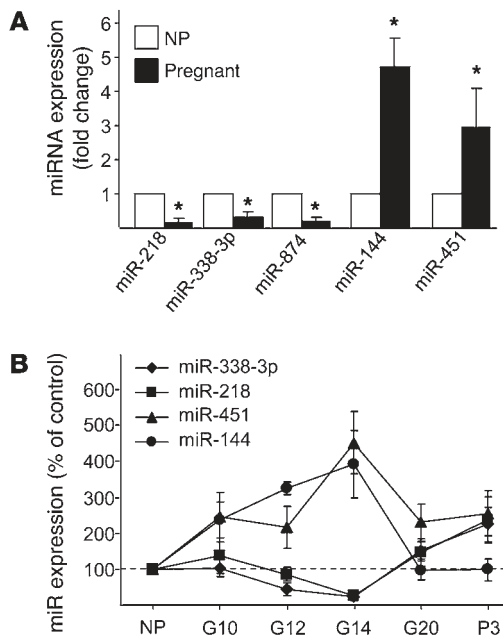 A
miRNA expression
(fold change)
6
5
4
3
2
1
NP
Pregnant
*
*
*
*
*
miR-218
miR-338-3p
miR-874
miR-144
miR-451
B
miR expression (% of control)
600
500
400
300
200
100
miR-338-3p
miR-218
miR-451
miR-144
NP
G10
G12
G14
G20
P3